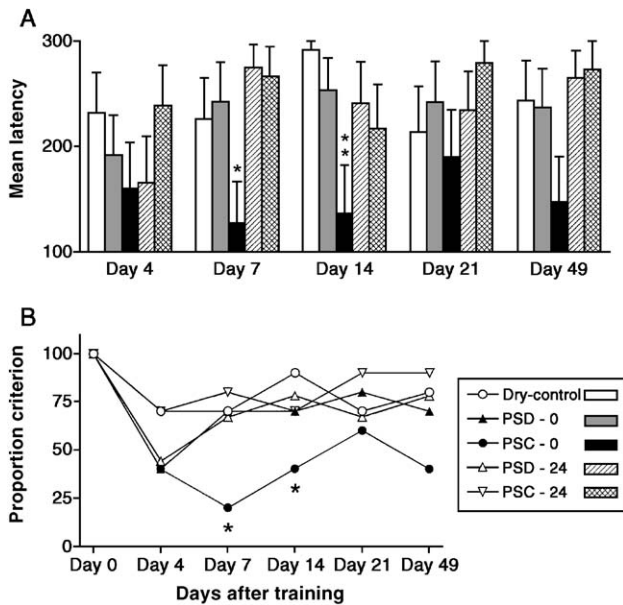 A
300
200
100
Mean latency
*
*
*
Day 4 Day 7 Day 14 Day 21 Day 49
B
100
75
50
25
0
Proportion criterion
*
*
Day 0 Day 4 Day 7 Day 14 Day 21 Day 49
Days after training
Dry-control
PSD - 0
PSC - 0
PSD - 24
PSC - 24